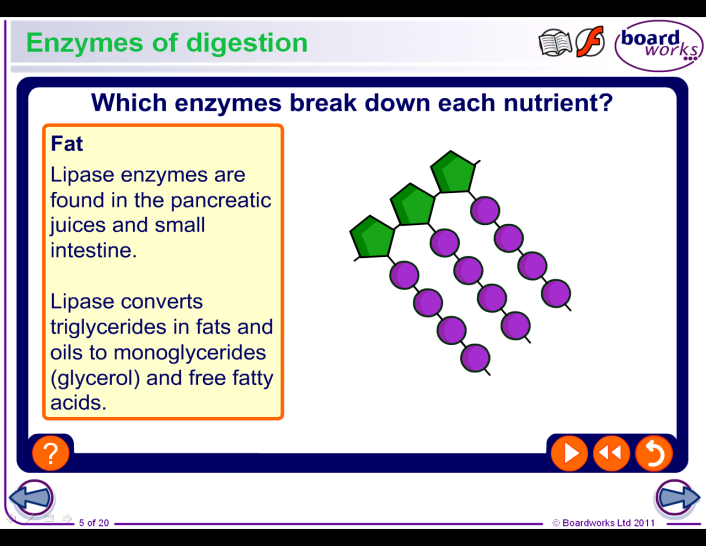 Enzymes of digestion
board
works
Which enzymes break down each nutrient?
Fat
Lipase enzymes are
found in the pancreatic
juices and small
intestine.
Lipase converts
triglycerides in fats and
oils to monoglycerides
(glycerol) and free fatty
acids.
?
5 of 20
© Boardworks Ltd 2011